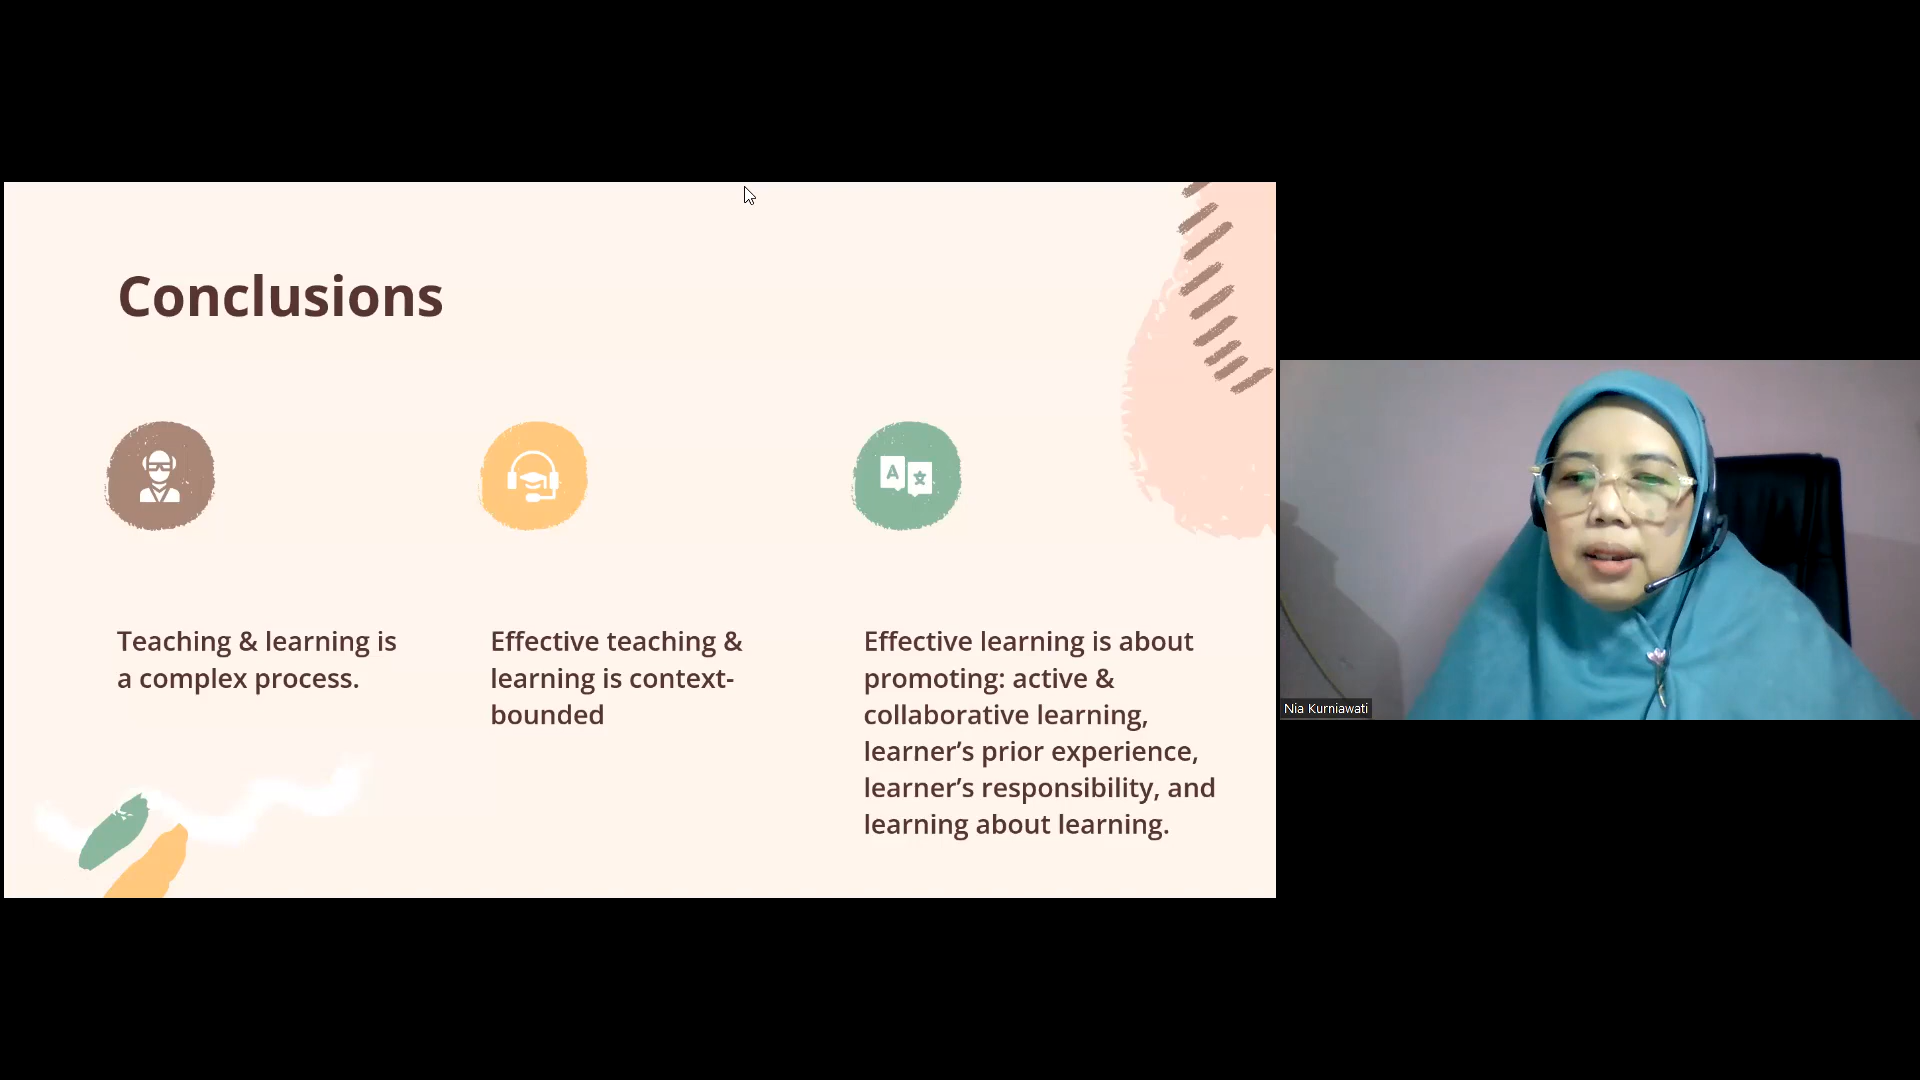 Conclusions
Teaching & learning is
a complex process.
Effective teaching &
learning is context-
bounded
Effective learning is about
promoting: active &
collaborative learning,
learner’s prior experience,
learner’s responsibility, and
learning about learning.
Nia Kurniawati